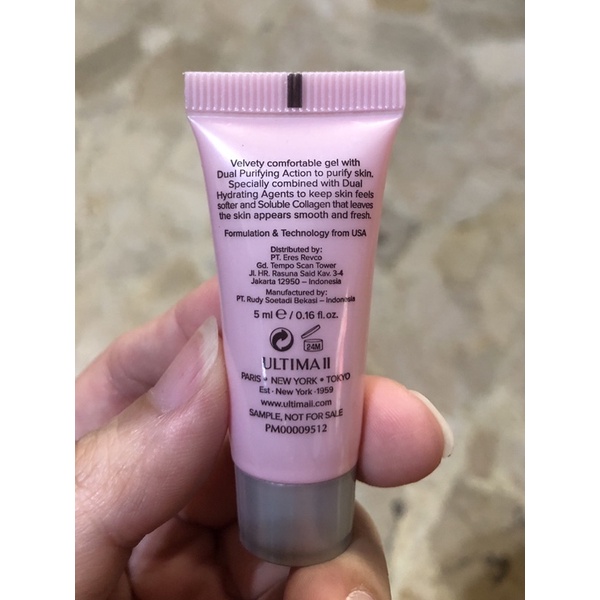 Velvety comfortable gel with
Dual Purifying Action to purify skin.
Specially combined with Dual
Hydrating Agents to keep skin feels
softer and Soluble Collagen that leaves
the skin appears smooth and fresh.
Formulation & Technology from USA
Distributed by:
PT. Eres Revco
Gd. Tempo Scan Tower
Jl. HR. Rasuna Said Kav. 3-4
Jakarta 12950 – Indonesia
Manufactured by:
PT. Rudy Soetadi Bekasi – Indonesia
5 ml ℮ / 0.16 fl.oz.
24M
ULTIMA II
PARIS • NEW YORK • TOKYO
Est · New York · 1959
www.ultimaii.com
SAMPLE, NOT FOR SALE
PM00009512